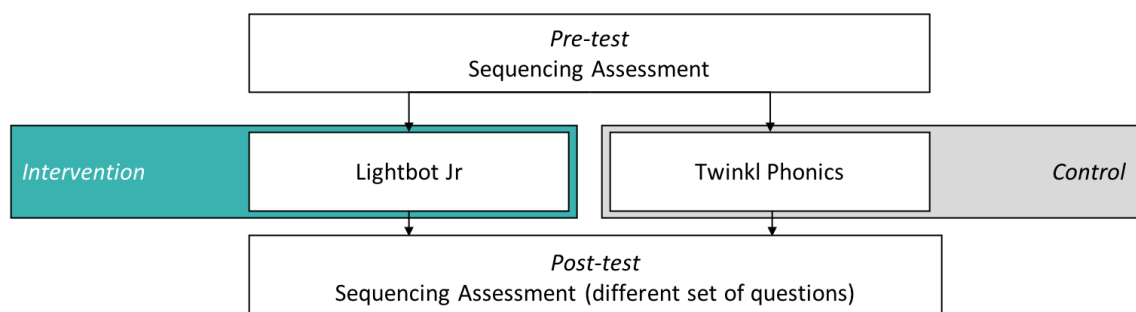 Pre-test
Sequencing Assessment
Intervention
Lightbot Jr
Twinkl Phonics
Control
Post-test
Sequencing Assessment (different set of questions)